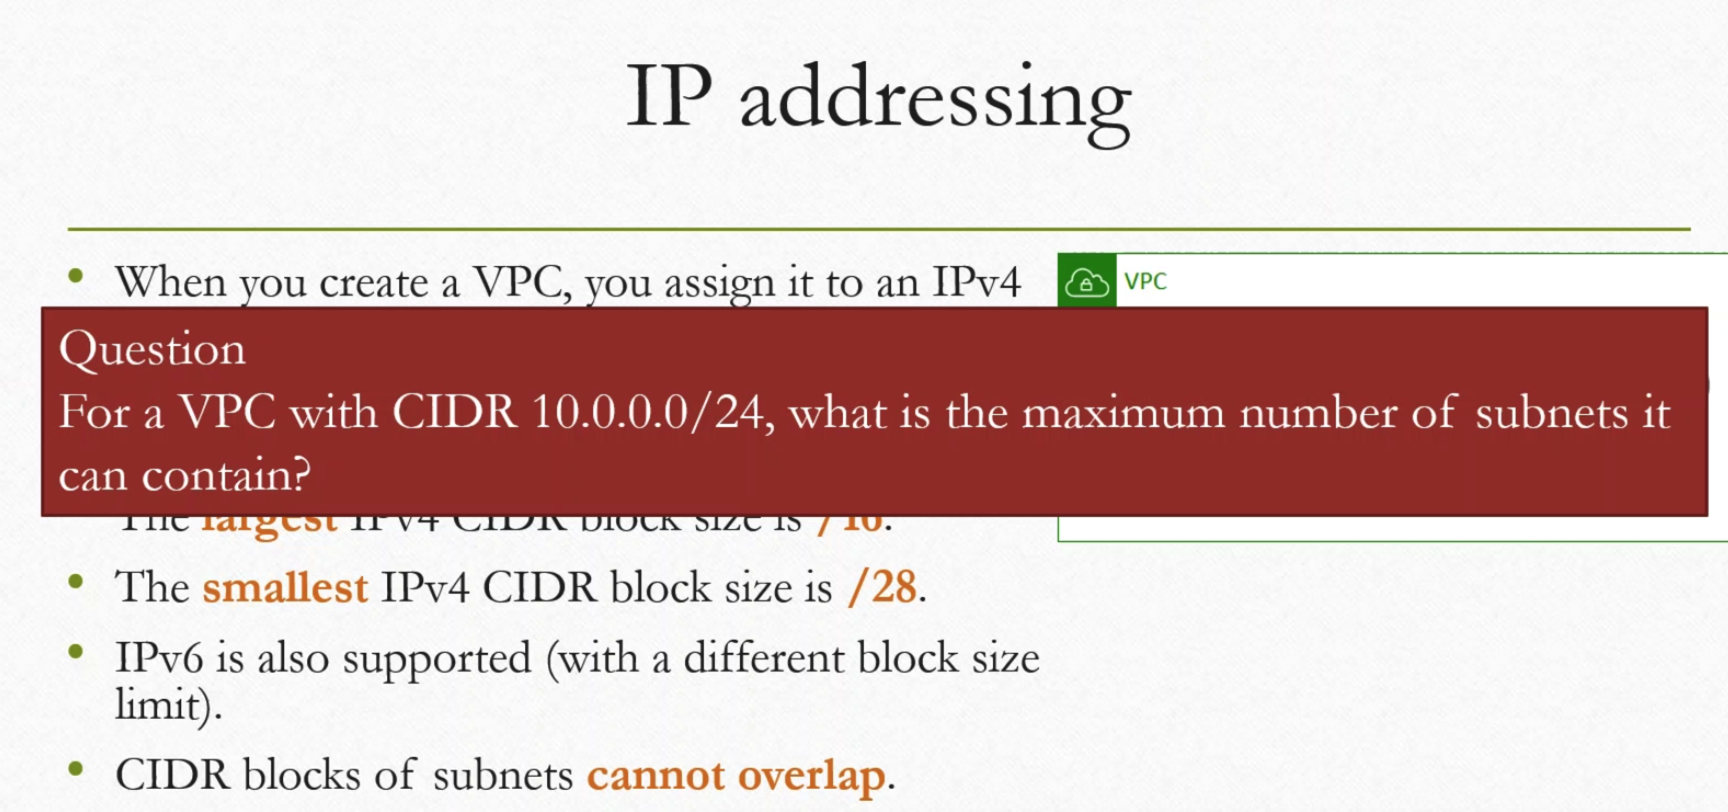 IP addressing
When you create a VPC, you assign it to an IPv4
VPC
Question
For a VPC with CIDR 10.0.0.0/24, what is the maximum number of subnets it
can contain?
The largest IPv4 CIDR block size is /16.
The smallest IPv4 CIDR block size is /28.
IPv6 is also supported (with a different block size
limit).
CIDR blocks of subnets cannot overlap.